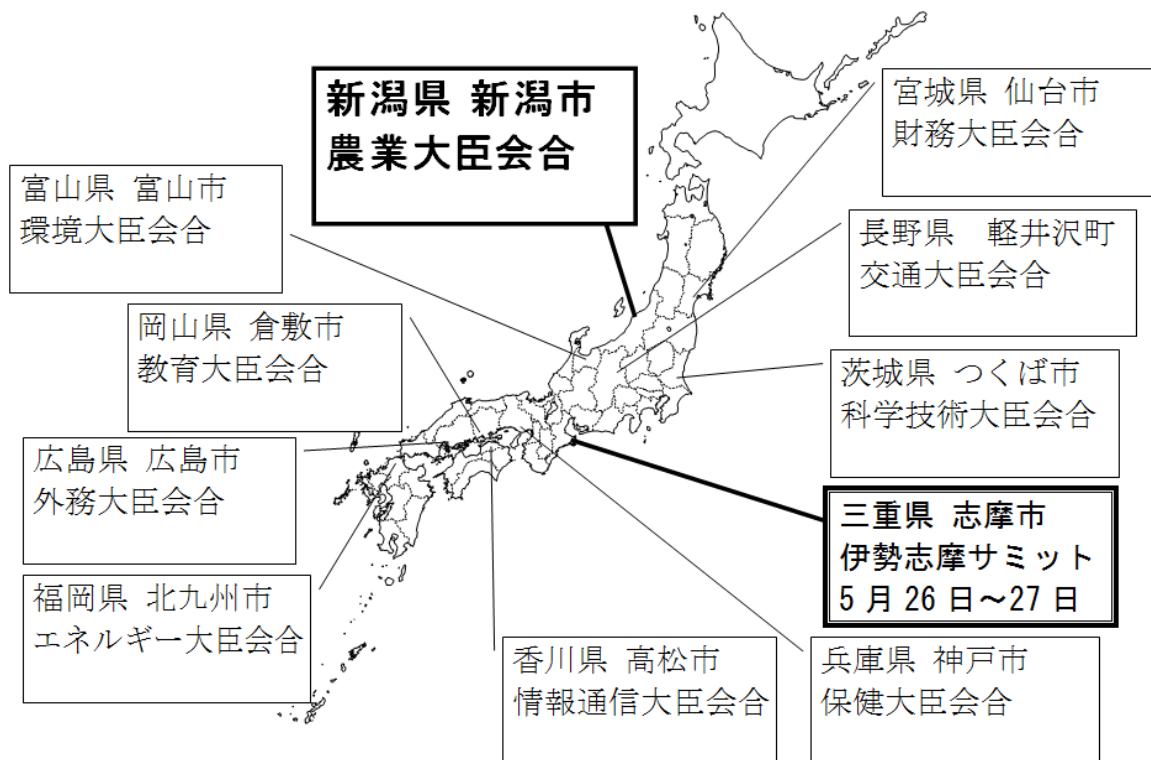 新潟県 新潟市
農業大臣会合
宮城県 仙台市
財務大臣会合
富山県 富山市
環境大臣会合
長野県　軽井沢町
交通大臣会合
岡山県 倉敷市
教育大臣会合
茨城県 つくば市
科学技術大臣会合
広島県 広島市
外務大臣会合
三重県 志摩市
伊勢志摩サミット
5月26日～27日
福岡県 北九州市
エネルギー大臣会合
香川県 高松市
情報通信大臣会合
兵庫県 神戸市
保健大臣会合